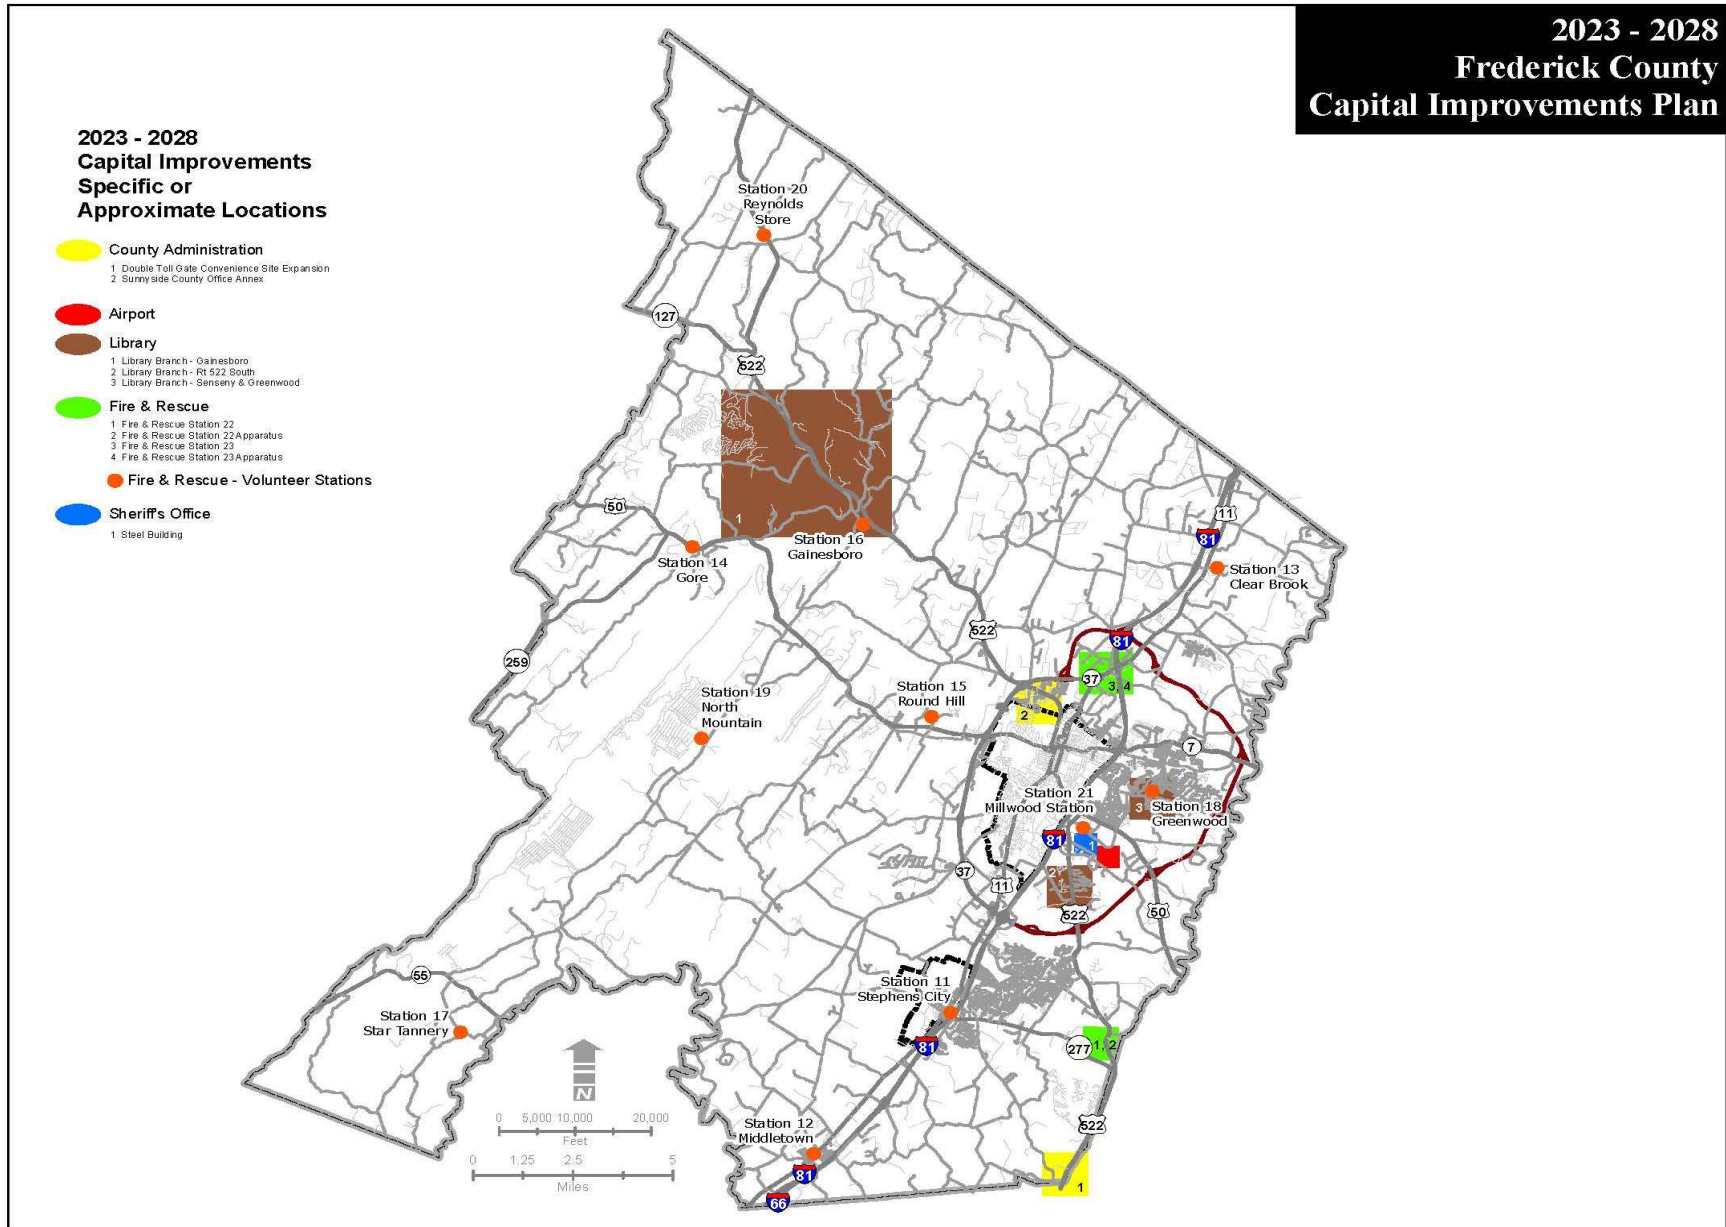 2023 - 2028
Frederick County
Capital Improvements Plan
2023 - 2028
Capital Improvements
Specific or
Approximate Locations
County Administration
1 Double Toll Gate Convenience Site Expansion
2 Sunnyside County Office Annex
Airport
Library
1 Library Branch - Gainesboro
2 Library Branch - Rt 522 South
3 Library Branch - Senseny & Greenwood
Fire & Rescue
1 Fire & Rescue Station 22
2 Fire & Rescue Station 22 Apparatus
3 Fire & Rescue Station 23
4 Fire & Rescue Station 23 Apparatus
Fire & Rescue - Volunteer Stations
Sheriff's Office
1 Steel Building
Station 20
Reynolds
Store
127
522
50
1
Station 16
Gainesboro
Station 14
Gore
11
81
Station 13
Clear Brook
522
81
259
37
3, 4
Station 19
North
Mountain
Station 15
Round Hill
2
7
Station 21
Millwood Station
3
Station 18
Greenwood
81
1
37
11
2
522
50
55
Station 11
Stephens City
Station 17
Star Tannery
81
277
1, 2
N
0 5,000 10,000 20,000
Feet
0 1.25 2.5 5
Miles
Station 12
Middletown
522
81
66
1